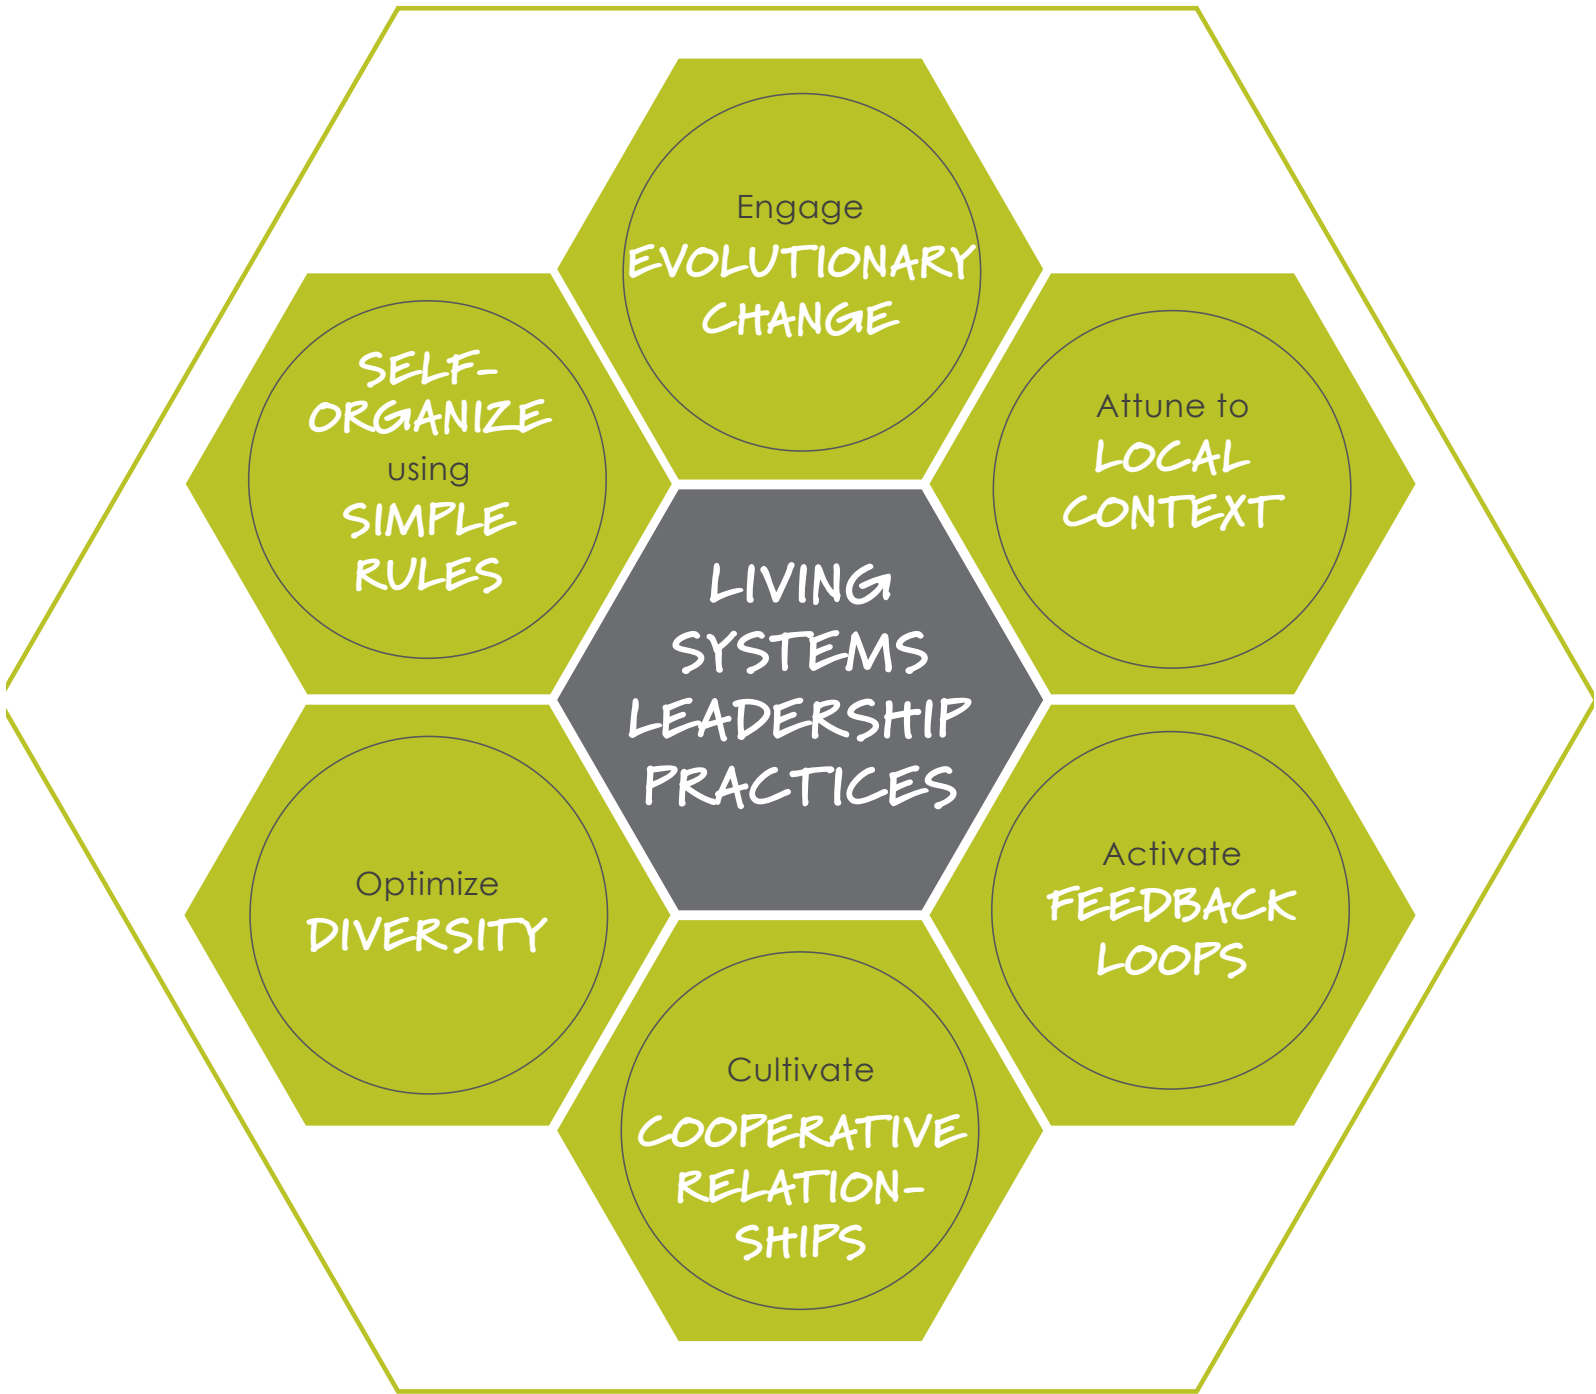 Engage
EVOLUTIONARY
CHANGE
SELF-
ORGANIZE
using
SIMPLE
RULES
Attune to
LOCAL
CONTEXT
LIVING
SYSTEMS
LEADERSHIP
PRACTICES
Optimize
DIVERSITY
Activate
FEEDBACK
LOOPS
Cultivate
COOPERATIVE
RELATION-
SHIPS